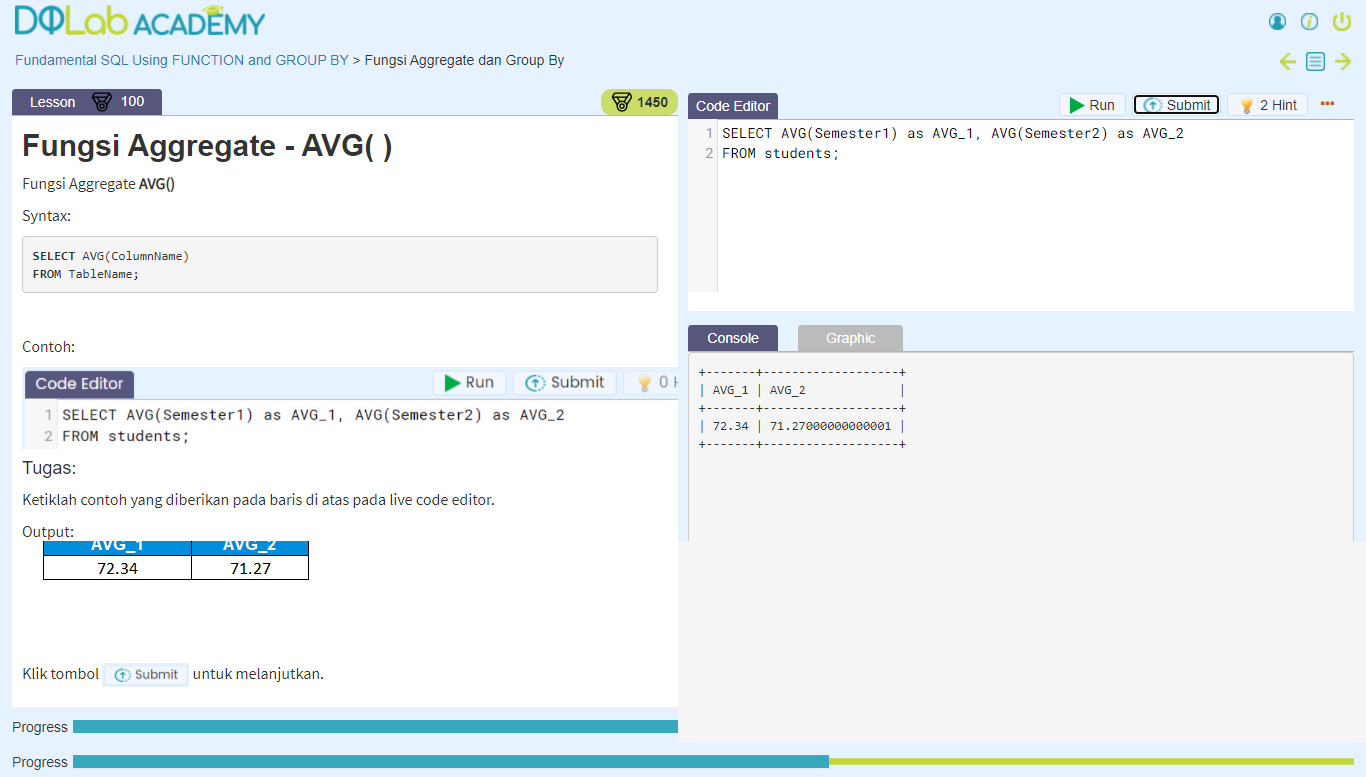 DQLab ACADEMY
Fundamental SQL Using FUNCTION and GROUP BY > Fungsi Aggregate dan Group By
Lesson 100
1450
Fungsi Aggregate - AVG( )
Fungsi Aggregate AVG()
Syntax:
SELECT AVG(ColumnName)
FROM TableName;
Contoh:
Code Editor Run Submit 0 H
1 SELECT AVG(Semester1) as AVG_1, AVG(Semester2) as AVG_2
2 FROM students;
Tugas:
Ketiklah contoh yang diberikan pada baris di atas pada live code editor.
Output:
AVG_1 AVG_2
72.34 71.27
Klik tombol Submit untuk melanjutkan.
Progress
Code Editor Run Submit 2 Hint
1 SELECT AVG(Semester1) as AVG_1, AVG(Semester2) as AVG_2
2 FROM students;
Console Graphic
+-------+-------------------+
| AVG_1 | AVG_2             |
+-------+-------------------+
| 72.34 | 71.27000000000001 |
+-------+-------------------+
Progress